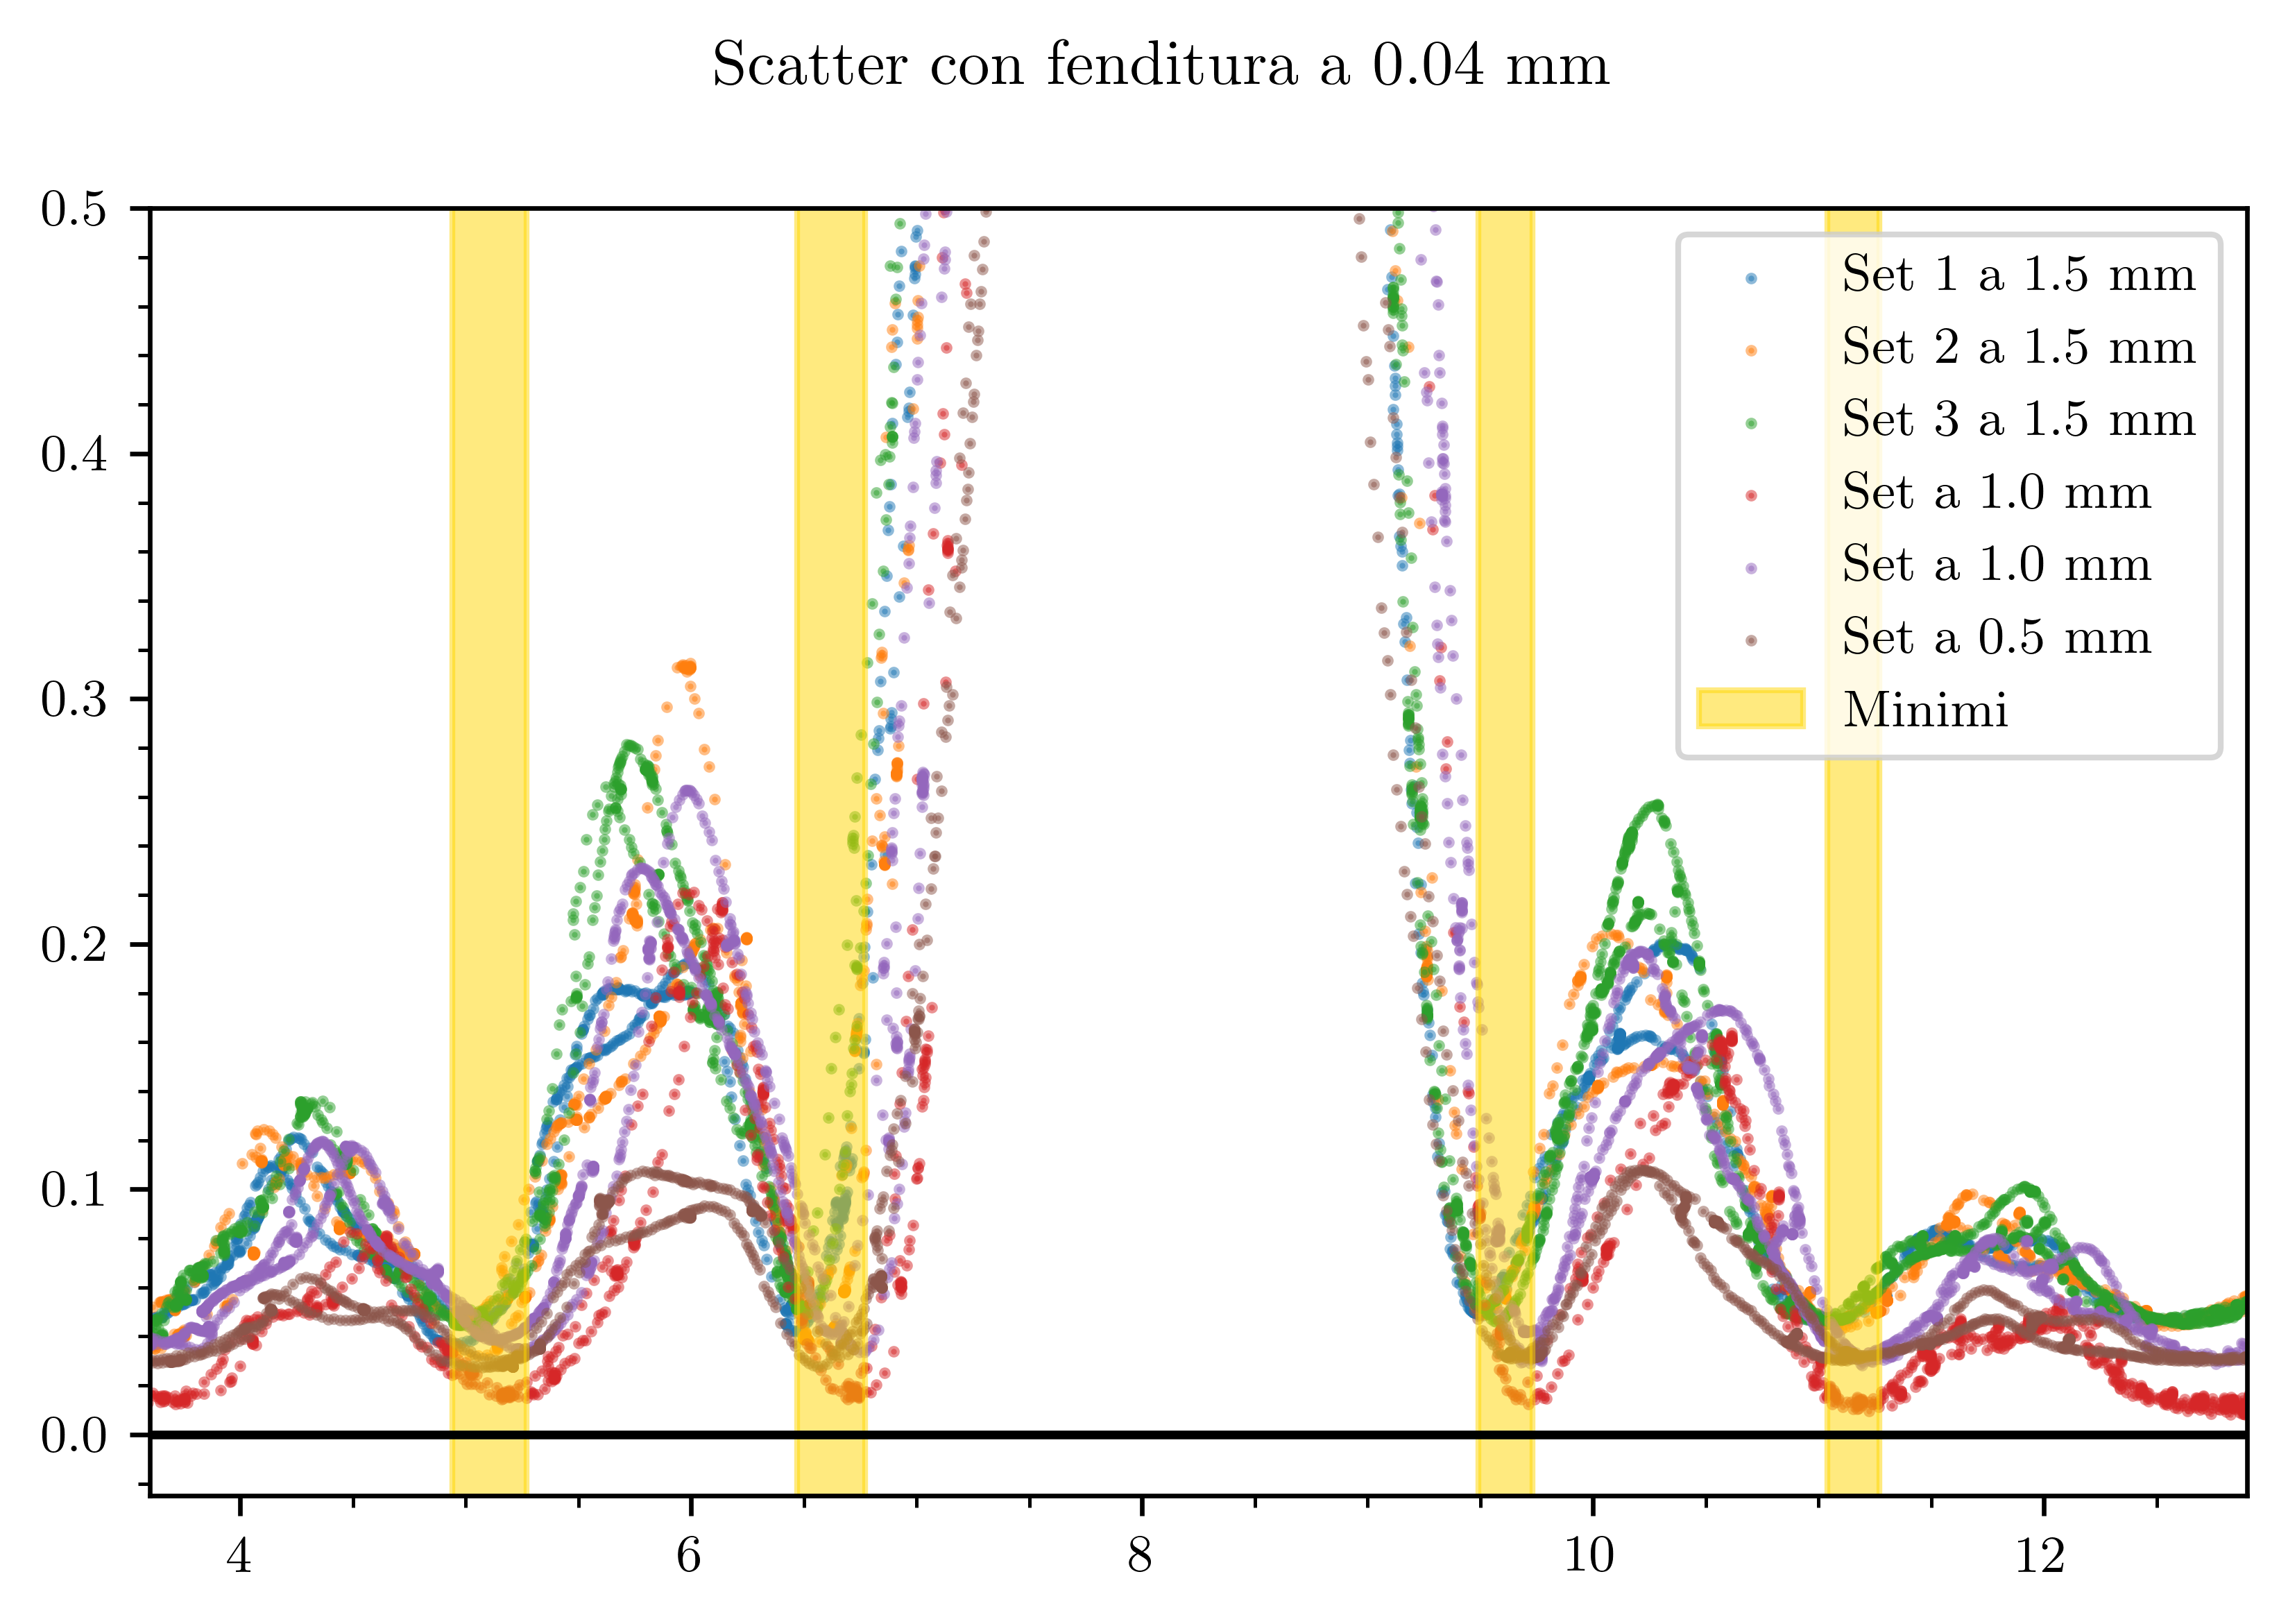 Scatter con fenditura a 0.04 mm
0.5
0.4
0.3
0.2
0.1
0.0
4 6 8 10 12
Set 1 a 1.5 mm
Set 2 a 1.5 mm
Set 3 a 1.5 mm
Set a 1.0 mm
Set a 1.0 mm
Set a 0.5 mm
Minimi